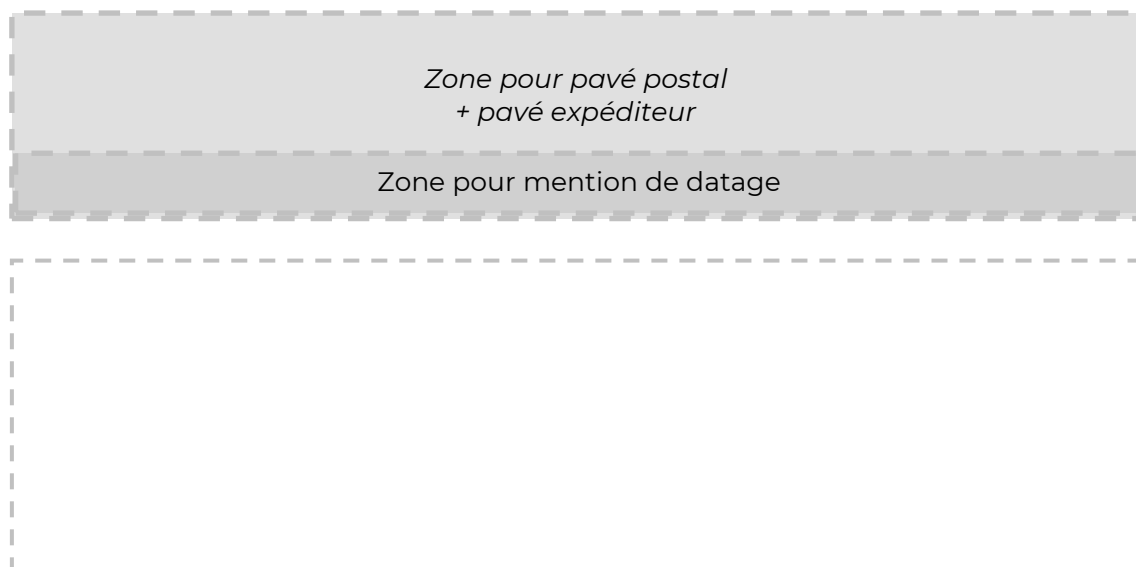 Zone pour pavé postal
+ pavé expéditeur
Zone pour mention de datage